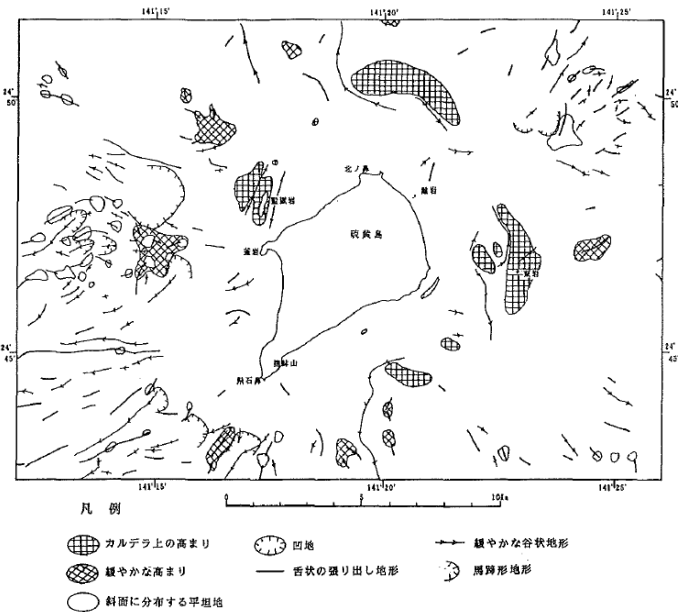 141°15'
141°20'
141°25'
24°
50'
24°
50'
北ノ鼻
監獄岩
硫黄島
釜岩
東岩
24°
45'
24°
45'
摺鉢山
141°15'
141°20'
141°25'
凡 例
0
5
10km
カルデラ上の高まり
凹地
緩やかな谷状地形
緩やかな高まり
舌状の張り出し地形
馬蹄形地形
斜面に分布する平坦地